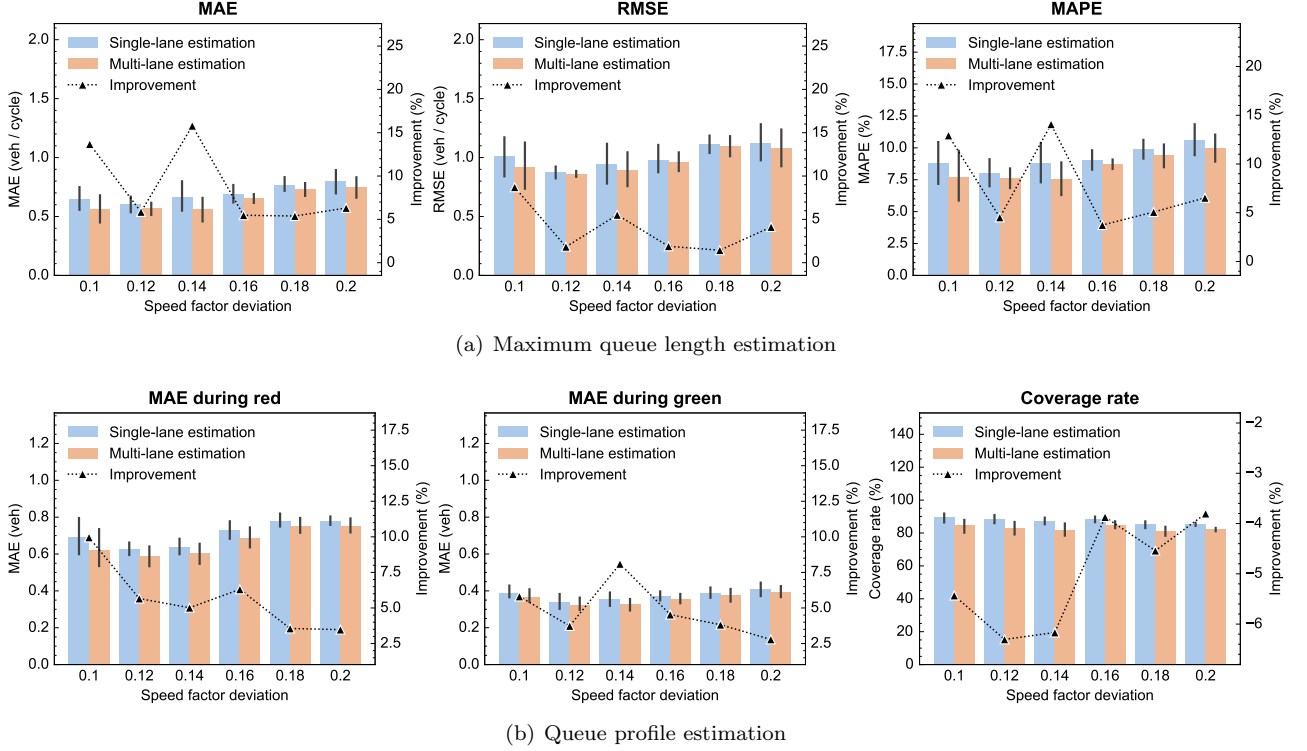 MAE
RMSE
MAPE
Single-lane estimation
Multi-lane estimation
Improvement
Single-lane estimation
Multi-lane estimation
Improvement
Single-lane estimation
Multi-lane estimation
Improvement
MAE (veh / cycle)
2.0
1.5
1.0
0.5
0.0
25
20
15
10
5
0
Improvement (%)
0.1 0.12 0.14 0.16 0.18 0.2
Speed factor deviation
RMSE (veh / cycle)
2.0
1.5
1.0
0.5
0.0
25
20
15
10
5
0
Improvement (%)
0.1 0.12 0.14 0.16 0.18 0.2
Speed factor deviation
MAPE (%)
17.5
15.0
12.5
10.0
7.5
5.0
2.5
0.0
20
15
10
5
0
Improvement (%)
0.1 0.12 0.14 0.16 0.18 0.2
Speed factor deviation
(a) Maximum queue length estimation
MAE during red
MAE during green
Coverage rate
Single-lane estimation
Multi-lane estimation
Improvement
Single-lane estimation
Multi-lane estimation
Improvement
Single-lane estimation
Multi-lane estimation
Improvement
MAE (veh)
1.2
1.0
0.8
0.6
0.4
0.2
0.0
17.5
15.0
12.5
10.0
7.5
5.0
2.5
Improvement (%)
0.1 0.12 0.14 0.16 0.18 0.2
Speed factor deviation
MAE (veh)
1.2
1.0
0.8
0.6
0.4
0.2
0.0
17.5
15.0
12.5
10.0
7.5
5.0
2.5
Improvement (%)
0.1 0.12 0.14 0.16 0.18 0.2
Speed factor deviation
Coverage rate (%)
140
120
100
80
60
40
20
0
−2
−3
−4
−5
−6
Improvement (%)
0.1 0.12 0.14 0.16 0.18 0.2
Speed factor deviation
(b) Queue profile estimation